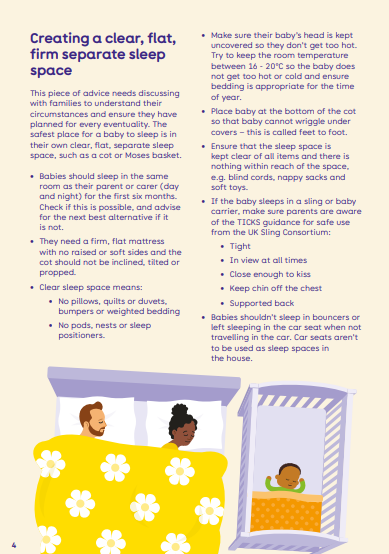 Creating a clear, flat,
firm separate sleep
space
This piece of advice needs discussing
with families to understand their
circumstances and ensure they have
planned for every eventuality. The
safest place for a baby to sleep is in
their own clear, flat, separate sleep
space, such as a cot or Moses basket.
• Babies should sleep in the same
room as their parent or carer (day
and night) for the first six months.
Check if this is possible, and advise
for the next best alternative if it
is not.
• They need a firm, flat mattress
with no raised or soft sides and the
cot should not be inclined, tilted or
propped.
• Clear sleep space means:
• No pillows, quilts or duvets,
bumpers or weighted bedding
• No pods, nests or sleep
positioners.
• Make sure their baby's head is kept
uncovered so they don't get too hot.
Try to keep the room temperature
between 16 - 20°C so the baby does
not get too hot or cold and ensure
bedding is appropriate for the time
of year.
• Place baby at the bottom of the cot
so that baby cannot wriggle under
covers – this is called feet to foot.
• Ensure that the sleep space is
kept clear of all items and there is
nothing within reach of the space,
e.g. blind cords, nappy sacks and
soft toys.
• If the baby sleeps in a sling or baby
carrier, make sure parents are aware
of the TICKS guidance for safe use
from the UK Sling Consortium:
• Tight
• In view at all times
• Close enough to kiss
• Keep chin off the chest
• Supported back
• Babies shouldn't sleep in bouncers or
left sleeping in the car seat when not
travelling in the car. Car seats aren't
to be used as sleep spaces in
the house.
4